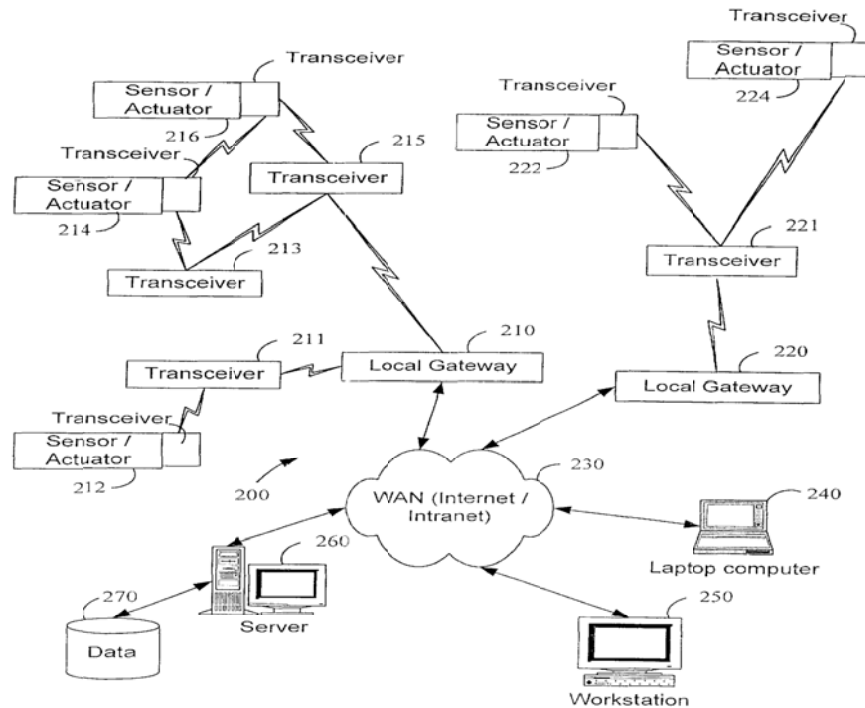 Transceiver
Sensor /
Actuator
224
Transceiver
Sensor /
Actuator
216
Transceiver
Sensor /
Actuator
222
215
Transceiver
Transceiver
Sensor /
Actuator
214
213
Transceiver
221
Transceiver
211
Transceiver
210
Local Gateway
220
Local Gateway
Transceiver
Sensor /
Actuator
212
200
230
WAN (Internet /
Intranet)
240
Laptop computer
260
Server
270
Data
250
Workstation